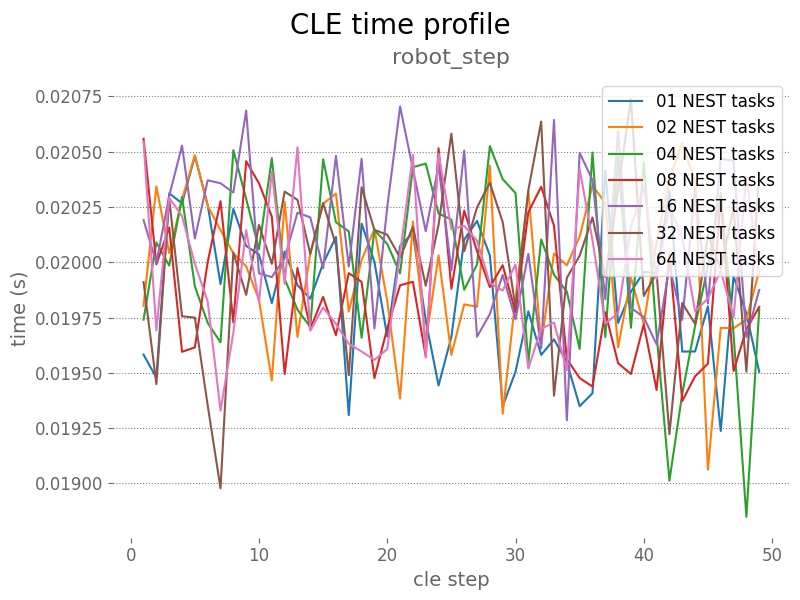 CLE time profile
robot_step
time (s)
0.02075
0.02050
0.02025
0.02000
0.01975
0.01950
0.01925
0.01900
01 NEST tasks
02 NEST tasks
04 NEST tasks
08 NEST tasks
16 NEST tasks
32 NEST tasks
64 NEST tasks
0 10 20 30 40 50
cle step